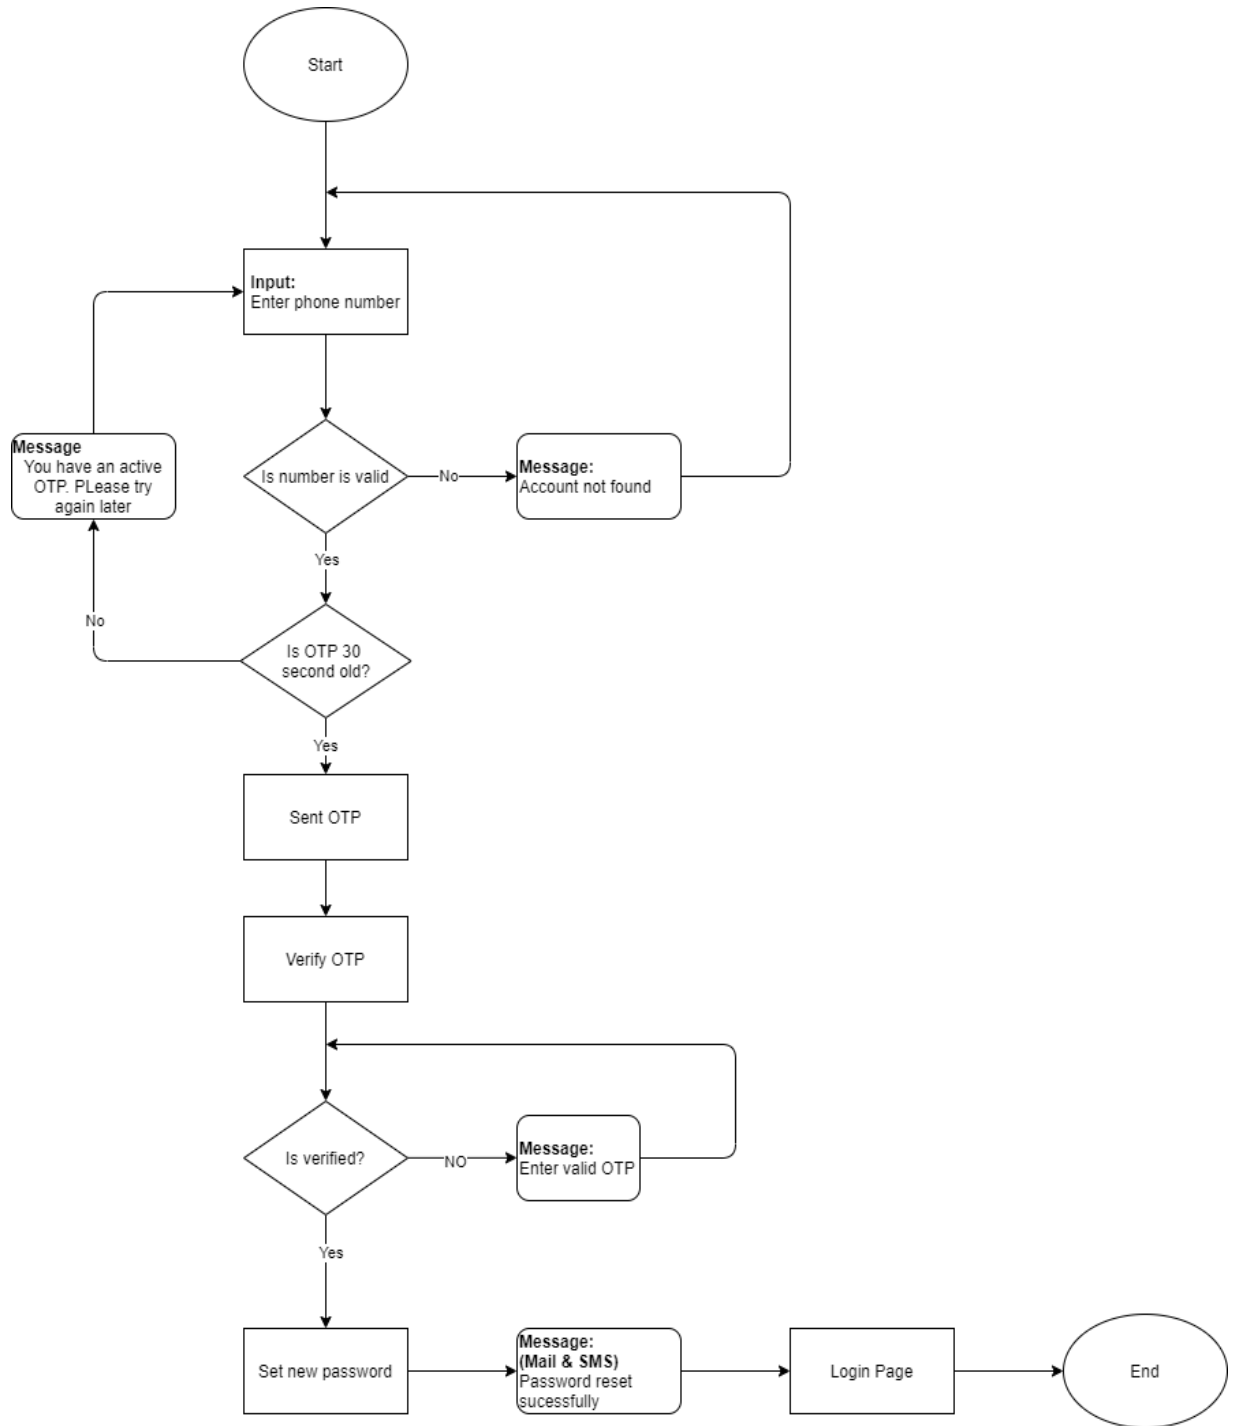 Start
Input:
Enter phone number
Message
You have an active
OTP. PLease try
again later
Is number is valid
No
Message:
Account not found
Yes
No
Is OTP 30
second old?
Yes
Sent OTP
Verify OTP
Is verified?
NO
Message:
Enter valid OTP
Yes
Set new password
Message:
(Mail & SMS)
Password reset
sucessfully
Login Page
End